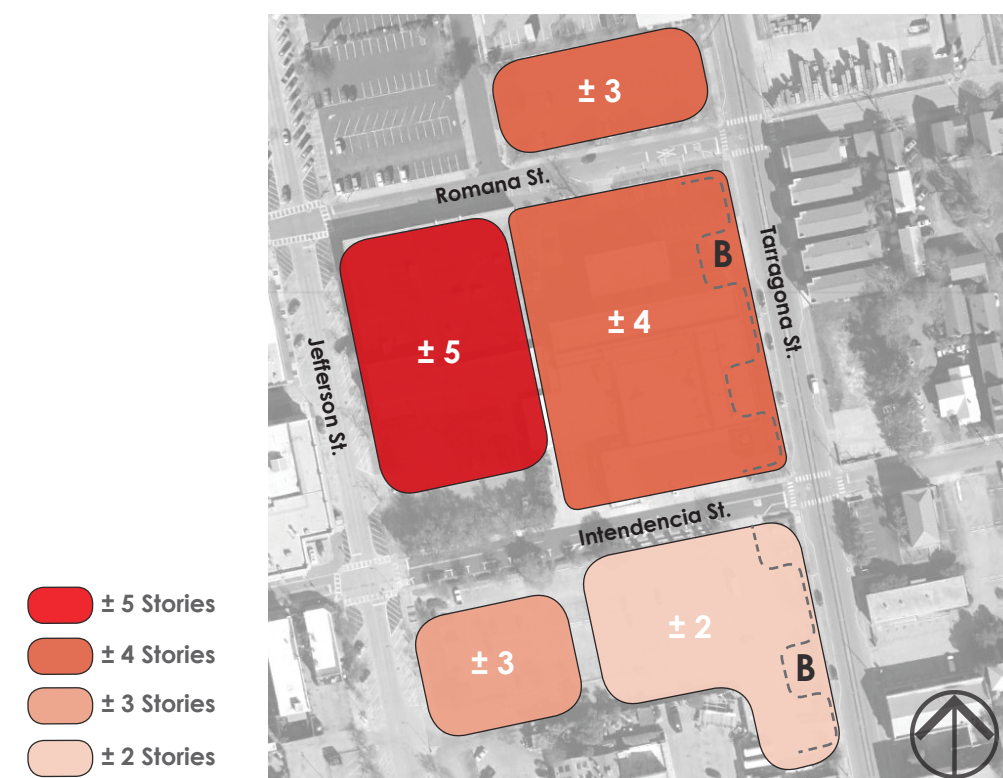 ± 3
Romana St.
B
Tarragona St.
± 4
± 5
Jefferson St.
Intendencia St.
± 2
± 3
B
± 5 Stories
± 4 Stories
± 3 Stories
± 2 Stories